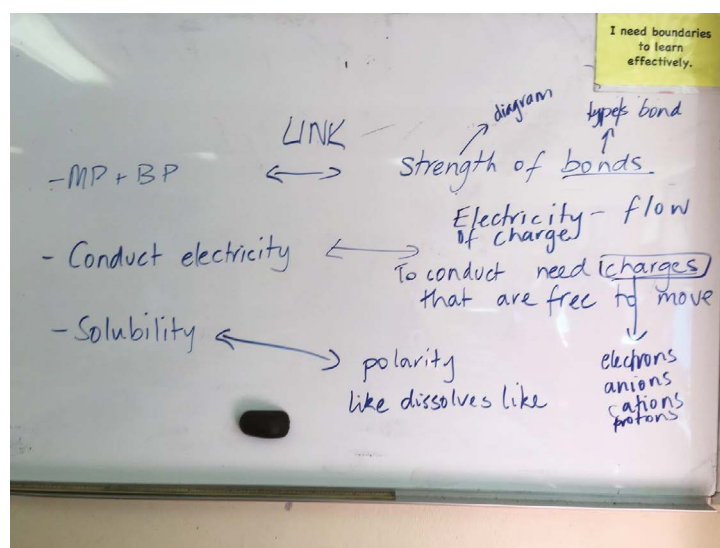 I need boundaries
to learn
effectively.
diagram
types bond
LINK
- MP + BP
strength of bonds
Electricity - flow
of charge
- Conduct electricity
To conduct need charges
that are free to move
- Solubility
polarity
like dissolves like
electrons
anions
cations
protons